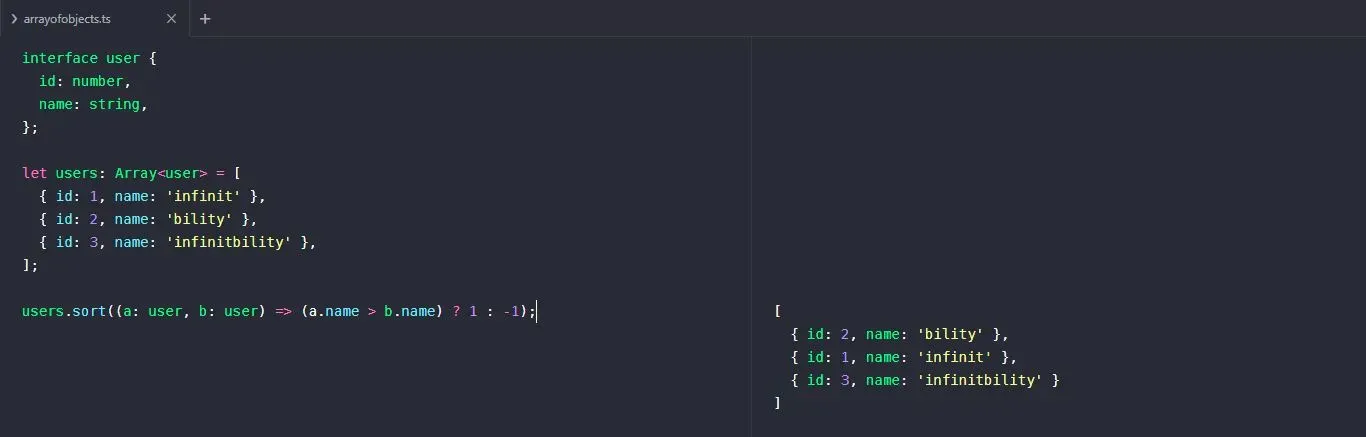 arrayofobjects.ts
interface user {
  id: number,
  name: string,
};
let users: Array<user> = [
  { id: 1, name: 'infinit' },
  { id: 2, name: 'bility' },
  { id: 3, name: 'infinitbility' },
];
users.sort((a: user, b: user) => (a.name > b.name) ? 1 : -1);
[
  { id: 2, name: 'bility' },
  { id: 1, name: 'infinit' },
  { id: 3, name: 'infinitbility' }
]